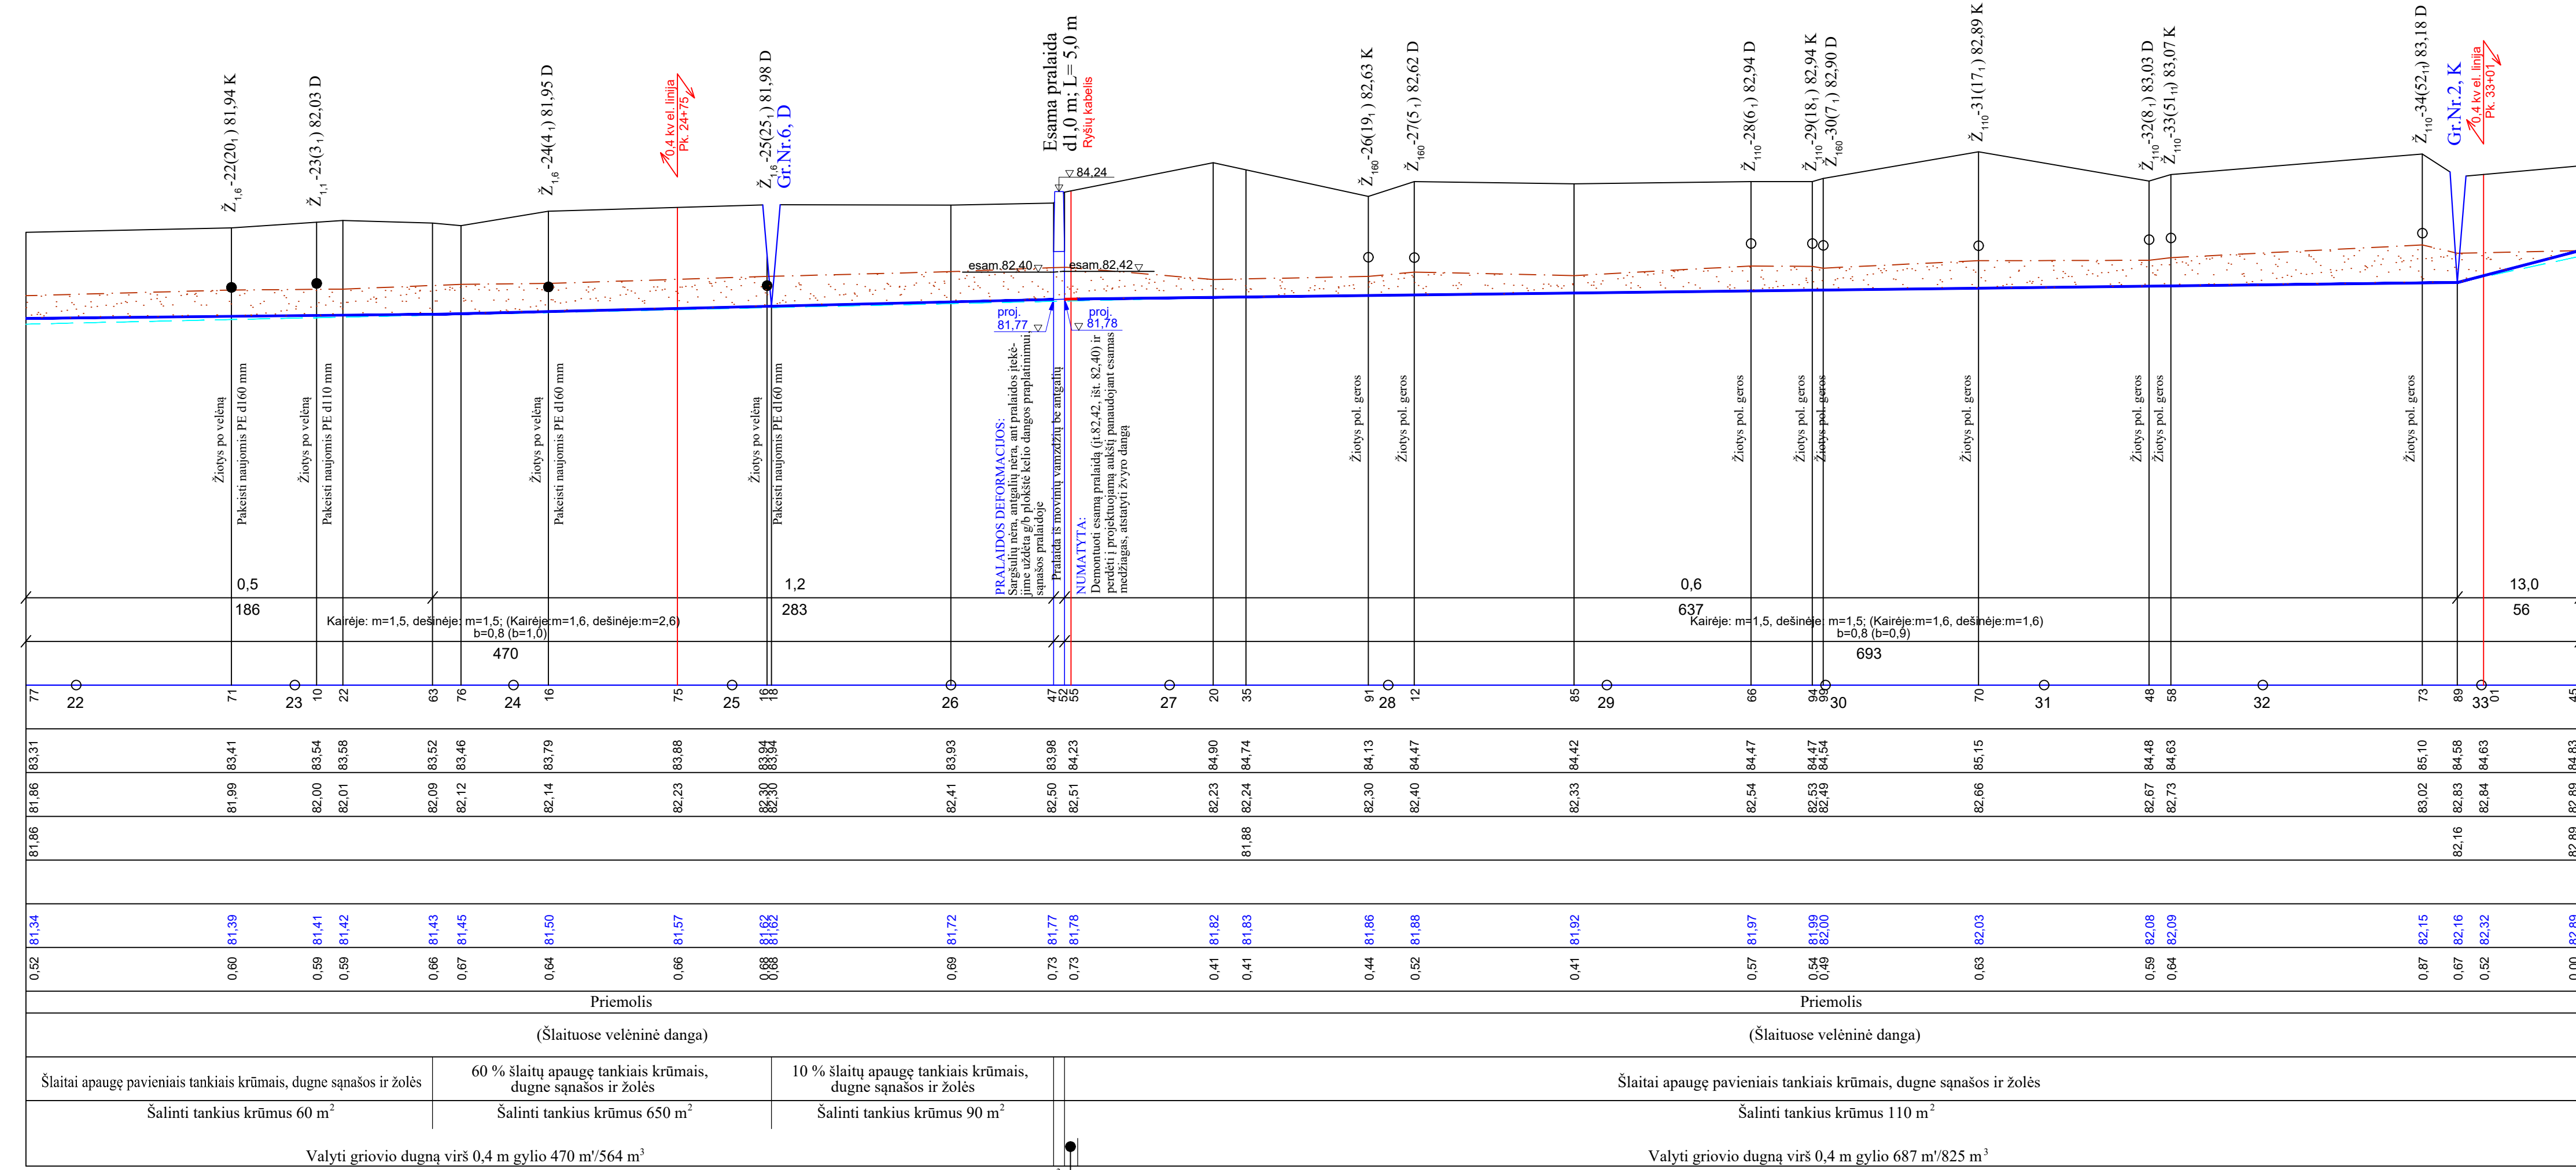 Ž1,6-22(20₁) 81,94 K
Ž1,1-23(3₁) 82,03 D
Ž1,6-24(4₁) 81,95 D
0,4 kv el. linija
Pk. 24+75
Ž1,6-25(25₁) 81,98 D
Gr.Nr.6, D
Esama pralaida
d1,0 m; L= 5,0 m
Ryšių kabelis
Ž160-26(19₁) 82,63 K
Ž160-27(5₁) 82,62 D
Ž110-28(6₁) 82,94 D
Ž110-29(18₁) 82,94 K
Ž160-30(7₁) 82,90 D
Ž110-31(17₁) 82,89 K
Ž110-32(8₁) 83,03 D
Ž110-33(51₁₁) 83,07 K
Ž110-34(52₁₁) 83,18 D
Gr.Nr.2, K
0,4 kv el. linija
Pk. 33+01
84,24
esam.82,40
esam.82,42
proj.
81,77
proj.
81,78
Žiotys po velėną
Pakeisti naujomis PE d160 mm
Žiotys po velėną
Pakeisti naujomis PE d110 mm
Žiotys po velėną
Pakeisti naujomis PE d160 mm
Žiotys po velėną
Pakeisti naujomis PE d160 mm
PRALAIDOS DEFORMACIJOS:
Sargšulių nėra, antgalių nėra, ant pralaidos įtekė-
jime uždėta g/b plokštė kelio dangos praplatinimui,
sąnašos pralaidoje
Pralaida iš movinių vamzdžių be antgalių
NUMATYTA:
Demontuoti esamą pralaidą (įt.82,42, išt. 82,40) ir
perdėti į projektuojamą aukštį panaudojant esamas
medžiagas, atstatyti žvyro dangą
Žiotys pol. geros
Žiotys pol. geros
Žiotys pol. geros
Žiotys pol. geros
Žiotys pol. geros
Žiotys pol. geros
Žiotys pol. geros
Žiotys pol. geros
Žiotys pol. geros
0,5 1,2 0,6 13,0
186 283 637 56
Kairėje: m=1,5, dešinėje: m=1,5; (Kairėje:m=1,6, dešinėje:m=2,6)
b=0,8 (b=1,0)
Kairėje: m=1,5, dešinėje: m=1,5; (Kairėje:m=1,6, dešinėje:m=1,6)
b=0,8 (b=0,9)
470 693
77 71 10 22 63 76 16 75 16 18 47 52 55 20 35 91 12 85 66 94 99 70 48 58 73 89 01 45
22 23 24 25 26 27 28 29 30 31 32 33
83,31 83,41 83,54 83,58 83,52 83,46 83,79 83,88 83,94 83,94 83,93 83,98 84,23 84,90 84,74 84,13 84,47 84,42 84,47 84,47 84,54 85,15 84,48 84,63 85,10 84,58 84,63 84,83
81,86 81,99 82,00 82,01 82,09 82,12 82,14 82,23 82,30 82,30 82,41 82,50 82,51 82,23 82,24 82,30 82,40 82,33 82,54 82,53 82,49 82,66 82,67 82,73 83,02 82,83 82,84 82,89
81,86 81,88 82,16 82,89
81,34 81,39 81,41 81,42 81,43 81,45 81,50 81,57 81,62 81,62 81,72 81,77 81,78 81,82 81,83 81,86 81,88 81,92 81,97 81,99 82,00 82,03 82,08 82,09 82,15 82,16 82,32 82,89
0,52 0,60 0,59 0,59 0,66 0,67 0,64 0,66 0,68 0,68 0,69 0,73 0,73 0,41 0,41 0,44 0,52 0,41 0,57 0,54 0,49 0,63 0,59 0,64 0,87 0,67 0,52 0,00
Priemolis Priemolis
(Šlaituose velėninė danga) (Šlaituose velėninė danga)
Šlaitai apaugę pavieniais tankiais krūmais, dugne sąnašos ir žolės
60 % šlaitų apaugę tankiais krūmais,
dugne sąnašos ir žolės
10 % šlaitų apaugę tankiais krūmais,
dugne sąnašos ir žolės
Šlaitai apaugę pavieniais tankiais krūmais, dugne sąnašos ir žolės
Šalinti tankius krūmus 60 m²
Šalinti tankius krūmus 650 m²
Šalinti tankius krūmus 90 m²
Šalinti tankius krūmus 110 m²
Valyti griovio dugną virš 0,4 m gylio 470 m'/564 m³
Valyti griovio dugną virš 0,4 m gylio 687 m'/825 m³